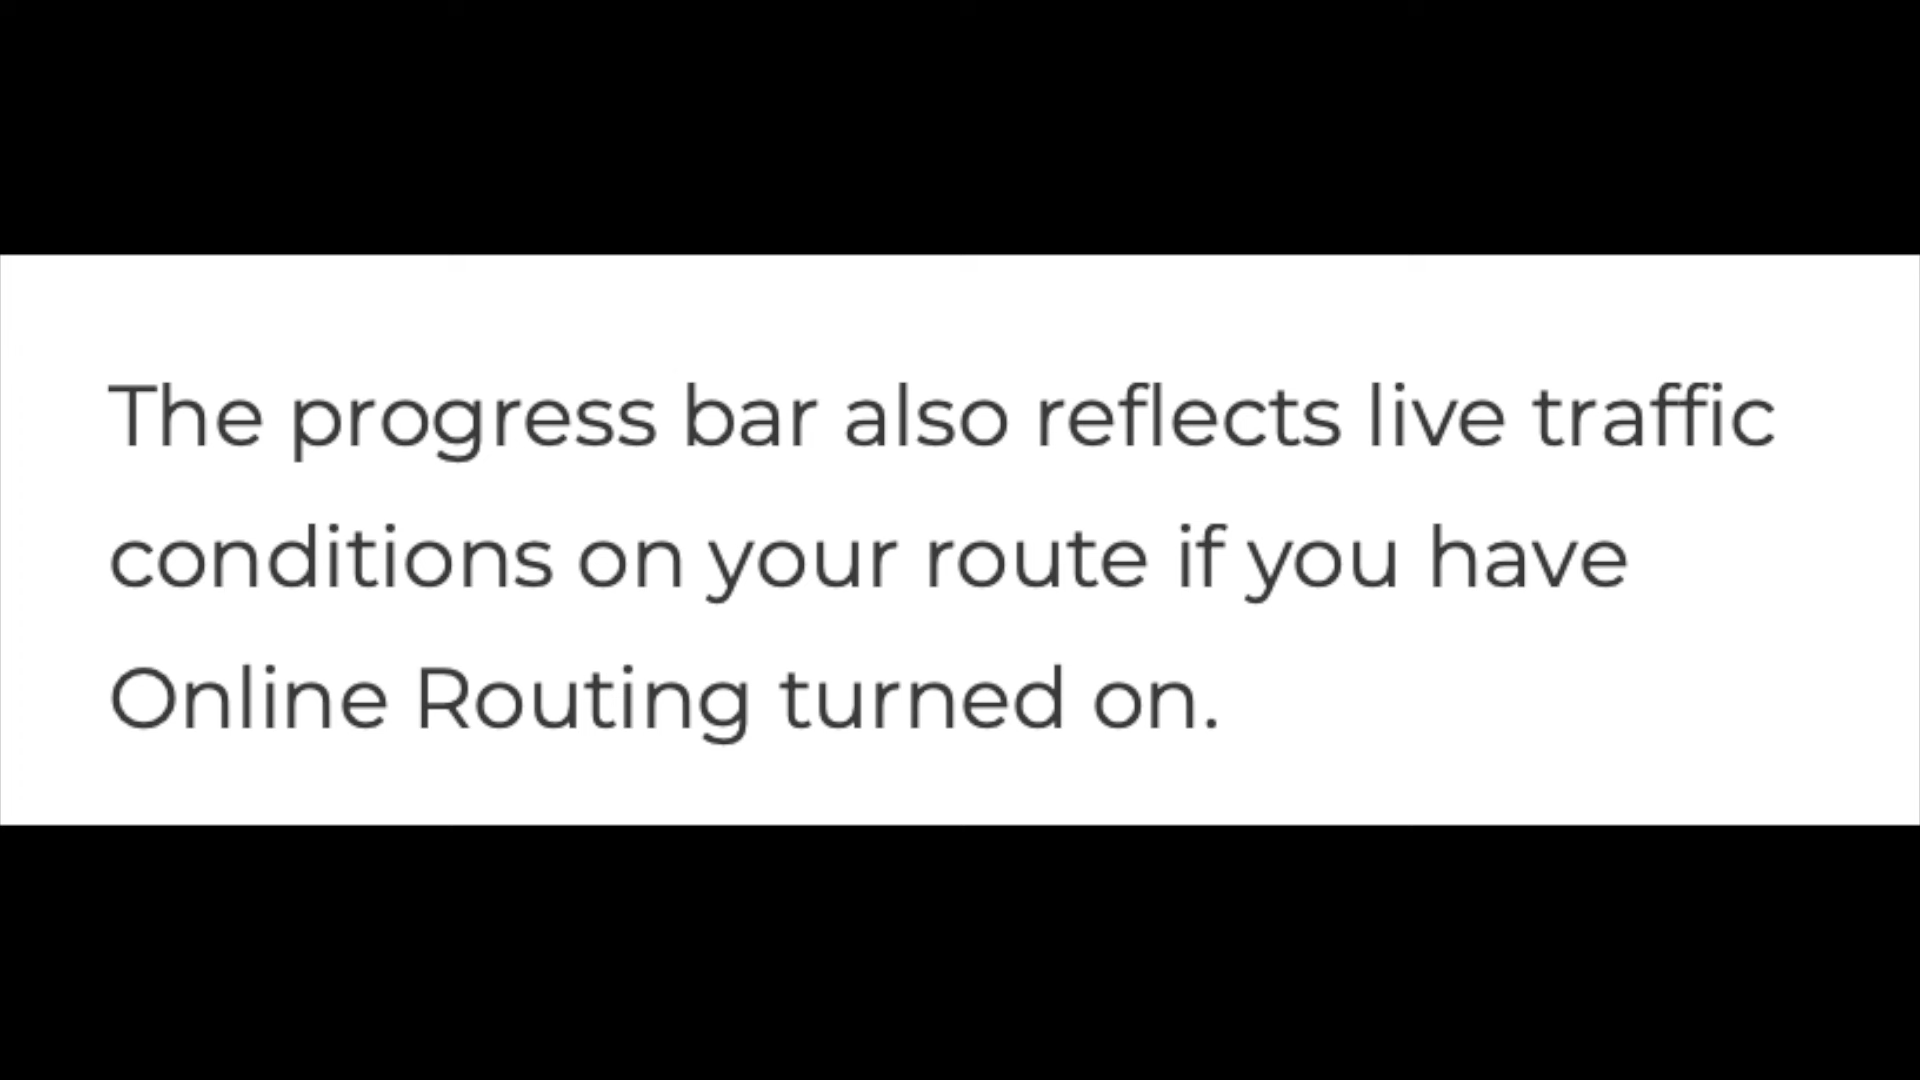 The progress bar also reflects live traffic
conditions on your route if you have
Online Routing turned on.